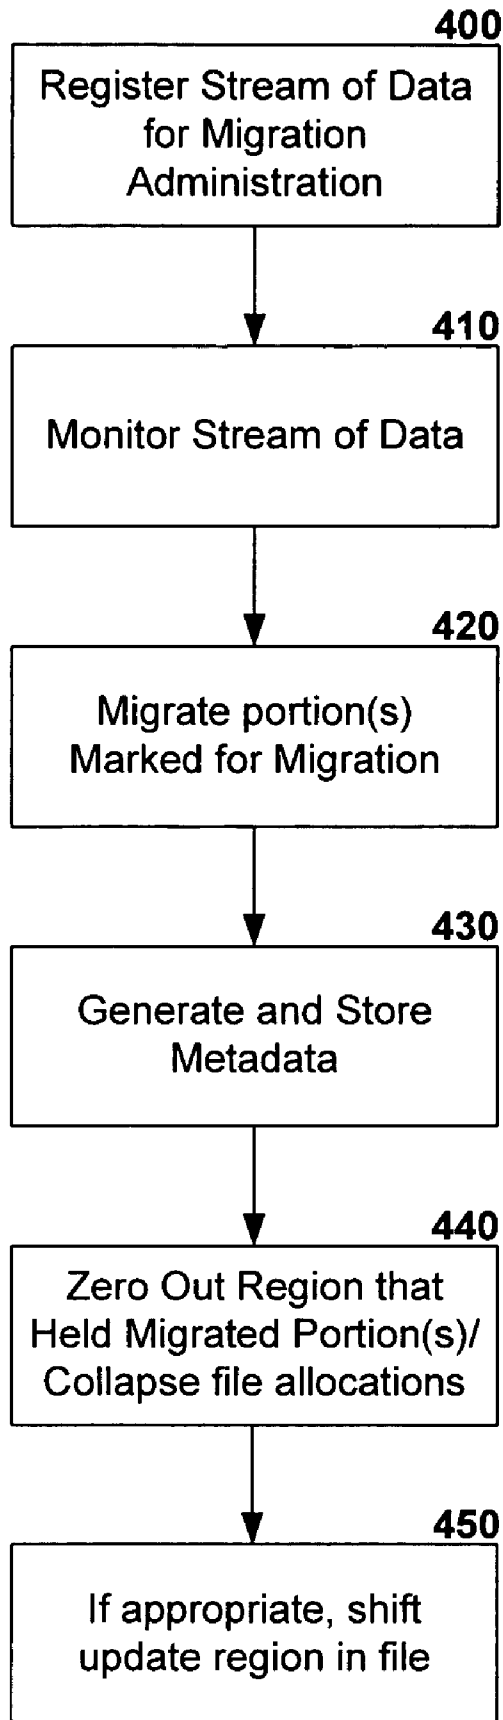 400
Register Stream of Data
for Migration
Administration
410
Monitor Stream of Data
420
Migrate portion(s)
Marked for Migration
430
Generate and Store
Metadata
440
Zero Out Region that
Held Migrated Portion(s)/
Collapse file allocations
450
If appropriate, shift
update region in file